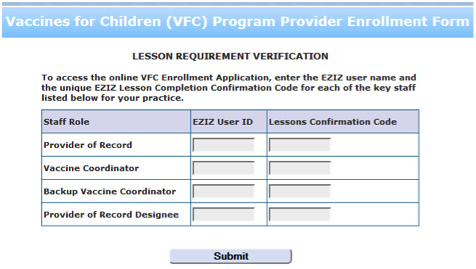 Vaccines for Children (VFC) Program Provider Enrollment Form
LESSON REQUIREMENT VERIFICATION
To access the online VFC Enrollment Application, enter the EZIZ user name and
the unique EZIZ Lesson Completion Confirmation Code for each of the key staff
listed below for your practice.
Staff Role EZIZ User ID Lessons Confirmation Code
Provider of Record
Vaccine Coordinator
Backup Vaccine Coordinator
Provider of Record Designee
Submit